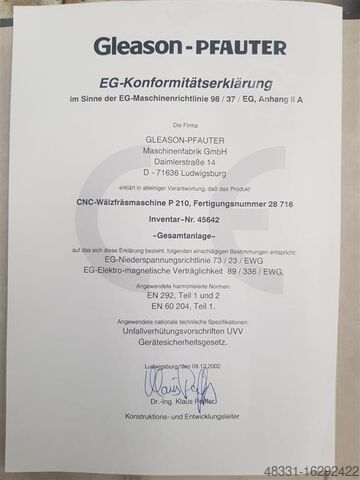 Gleason-PFAUTER
EG-Konformitätserklärung
im Sinne der EG-Maschinenrichtlinie 98 / 37 / EG, Anhang II A
Die Firma
GLEASON-PFAUTER
Maschinenfabrik GmbH
Daimlerstraße 14
D - 71636 Ludwigsburg
erklärt in alleiniger Verantwortung, daß das Produkt
CNC-Wälzfräsmaschine P 210, Fertigungsnummer 28 716
Inventar-Nr. 45642
-Gesamtanlage-
auf das sich diese Erklärung bezieht, folgenden einschlägigen Bestimmungen entspricht:
EG-Niederspannungsrichtlinie 73 / 23 / EWG
EG-Elektro-magnetische Verträglichkeit 89 / 336 / EWG.
Angewendete harmonisierte Normen:
EN 292, Teil 1 und 2
EN 60 204, Teil 1.
Angewendete nationale technische Spezifikationen:
Unfallverhütungsvorschriften UVV
Gerätesicherheitsgesetz.
Ludwigsburg, den 09.12.2002
Dr.-Ing. Klaus Peiffer
Konstruktions- und Entwicklungsleiter
CE
48331-16292422